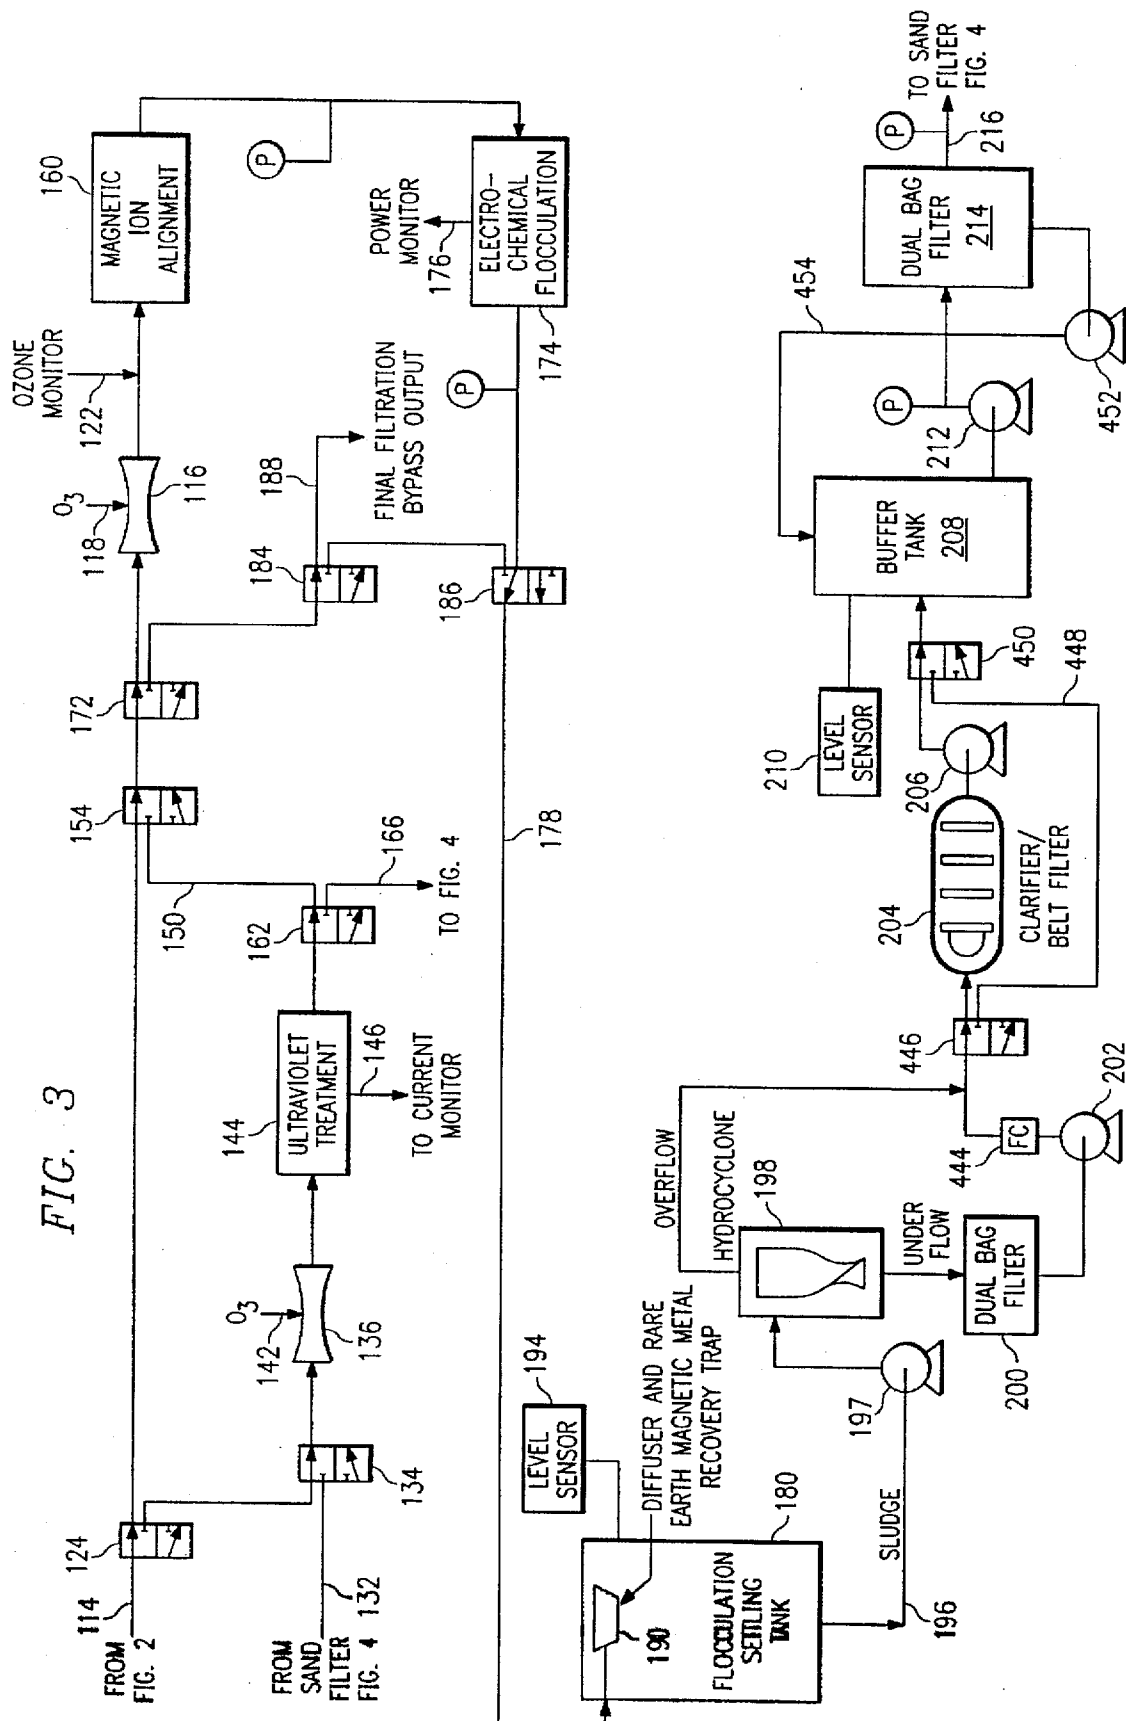 FIG. 3
FROM
FIG. 2
114
124
FROM
SAND
FILTER
FIG. 4
132
134
O3
142
136
144
ULTRAVIOLET
TREATMENT
146
TO CURRENT
MONITOR
162
166
TO FIG. 4
150
154
172
O3
118
116
OZONE
MONITOR
122
160
MAGNETIC
ION
ALIGNMENT
P
184
188
FINAL FILTRATION
BYPASS OUTPUT
186
P
POWER
MONITOR
176
ELECTRO-
CHEMICAL
FLOCCULATION
174
178
194
LEVEL
SENSOR
DIFFUSER AND RARE
EARTH MAGNETIC METAL
RECOVERY TRAP
190
180
FLOCCULATION
SETTLING
TANK
SLUDGE
196
197
OVERFLOW
HYDROCYCLONE
198
UNDER
FLOW
DUAL BAG
FILTER
200
202
FC
444
446
204
CLARIFIER/
BELT FILTER
206
448
450
210
LEVEL
SENSOR
BUFFER
TANK
208
212
P
454
452
DUAL BAG
FILTER
214
P
216
TO SAND
FILTER
FIG. 4